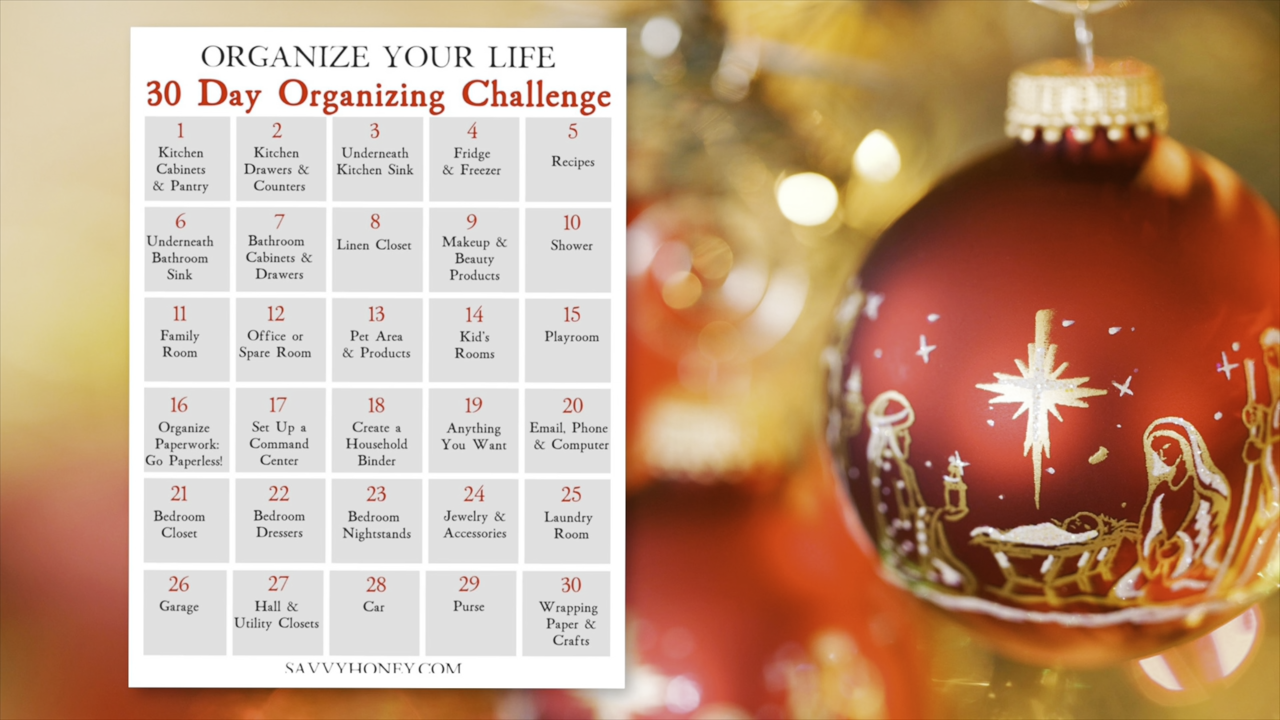 ORGANIZE YOUR LIFE
30 Day Organizing Challenge
1
Kitchen
Cabinets
& Pantry
2
Kitchen
Drawers &
Counters
3
Underneath
Kitchen Sink
4
Fridge
& Freezer
5
Recipes
6
Underneath
Bathroom
Sink
7
Bathroom
Cabinets &
Drawers
8
Linen Closet
9
Makeup &
Beauty
Products
10
Shower
11
Family
Room
12
Office or
Spare Room
13
Pet Area
& Products
14
Kid's
Rooms
15
Playroom
16
Organize
Paperwork:
Go Paperless!
17
Set Up a
Command
Center
18
Create a
Household
Binder
19
Anything
You Want
20
Email, Phone
& Computer
21
Bedroom
Closet
22
Bedroom
Dressers
23
Bedroom
Nightstands
24
Jewelry &
Accessories
25
Laundry
Room
26
Garage
27
Hall &
Utility Closets
28
Car
29
Purse
30
Wrapping
Paper &
Crafts
SAVVYHONEY.COM